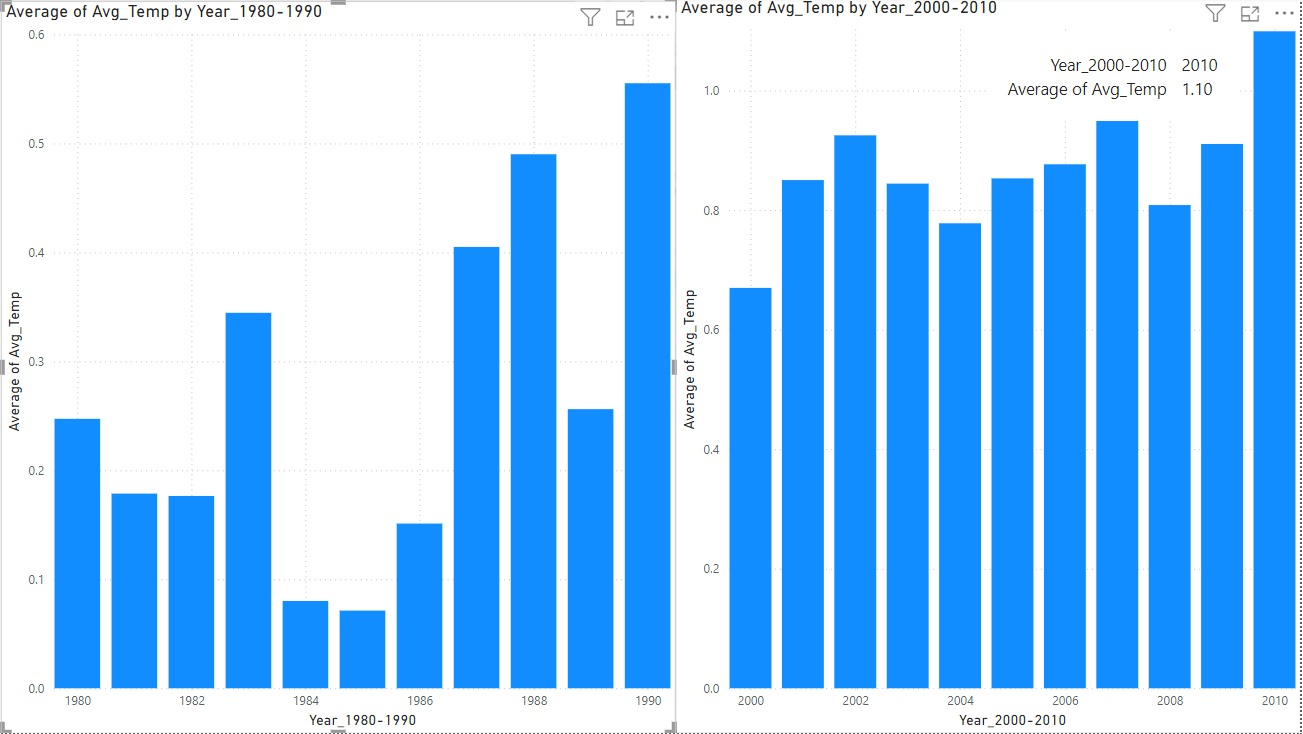 Average of Avg_Temp by Year_1980-1990
0.6
0.5
0.4
0.3
0.2
0.1
0.0
Average of Avg_Temp
1980 1982 1984 1986 1988 1990
Year_1980-1990
Average of Avg_Temp by Year_2000-2010
Year_2000-2010 2010
Average of Avg_Temp 1.10
1.0
0.8
0.6
0.4
0.2
0.0
Average of Avg_Temp
2000 2002 2004 2006 2008 2010
Year_2000-2010